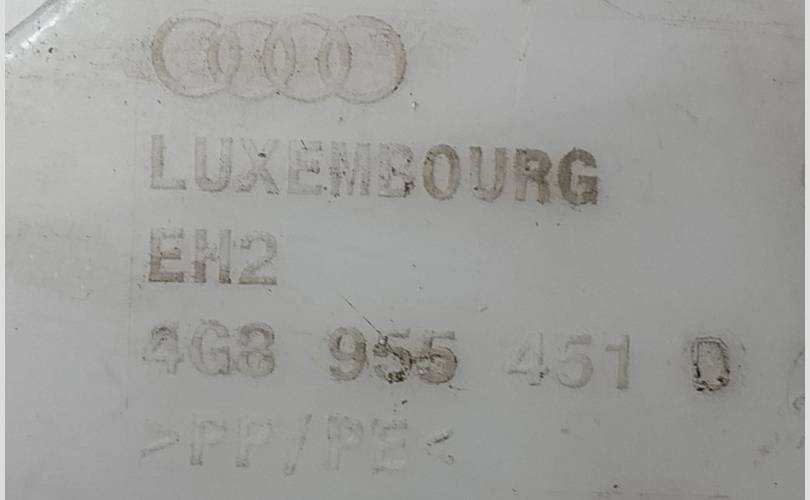 LUXEMBOURG
EH2
4G8 955 451
>PP/PE<